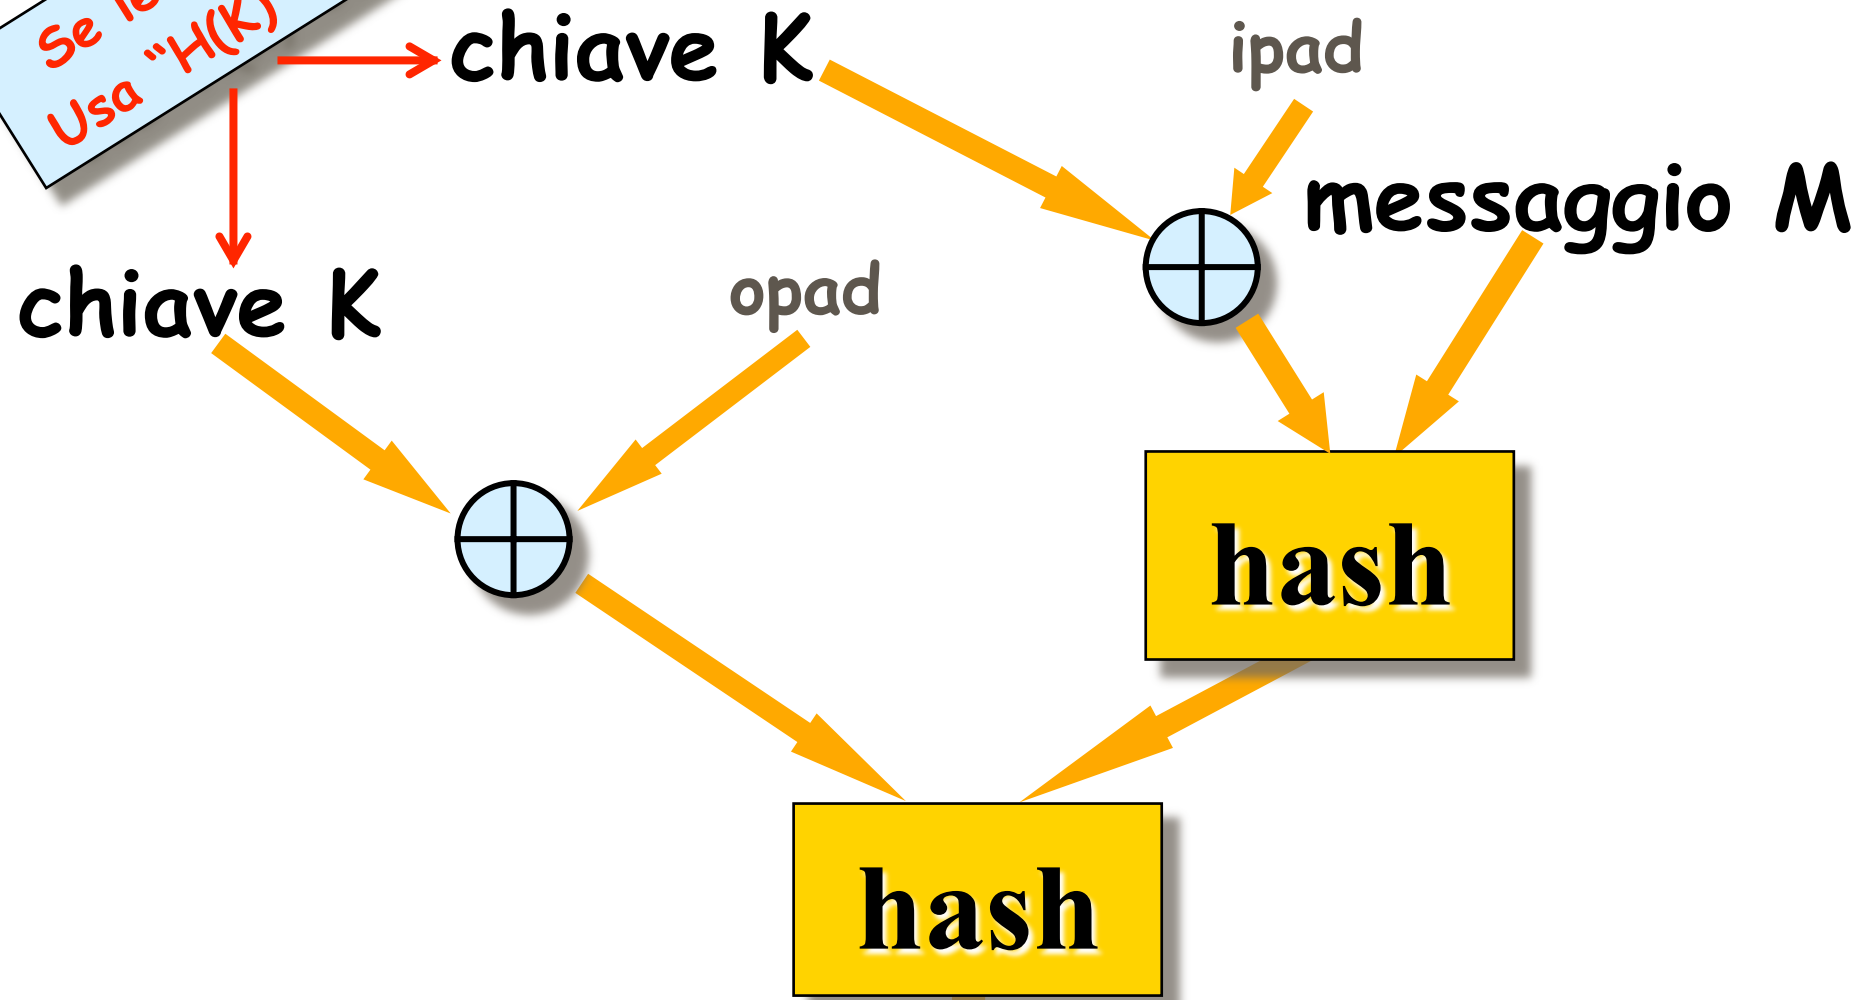 Se
Usa “H(K)
chiave K
ipad
messaggio M
chiave K
opad
hash
hash